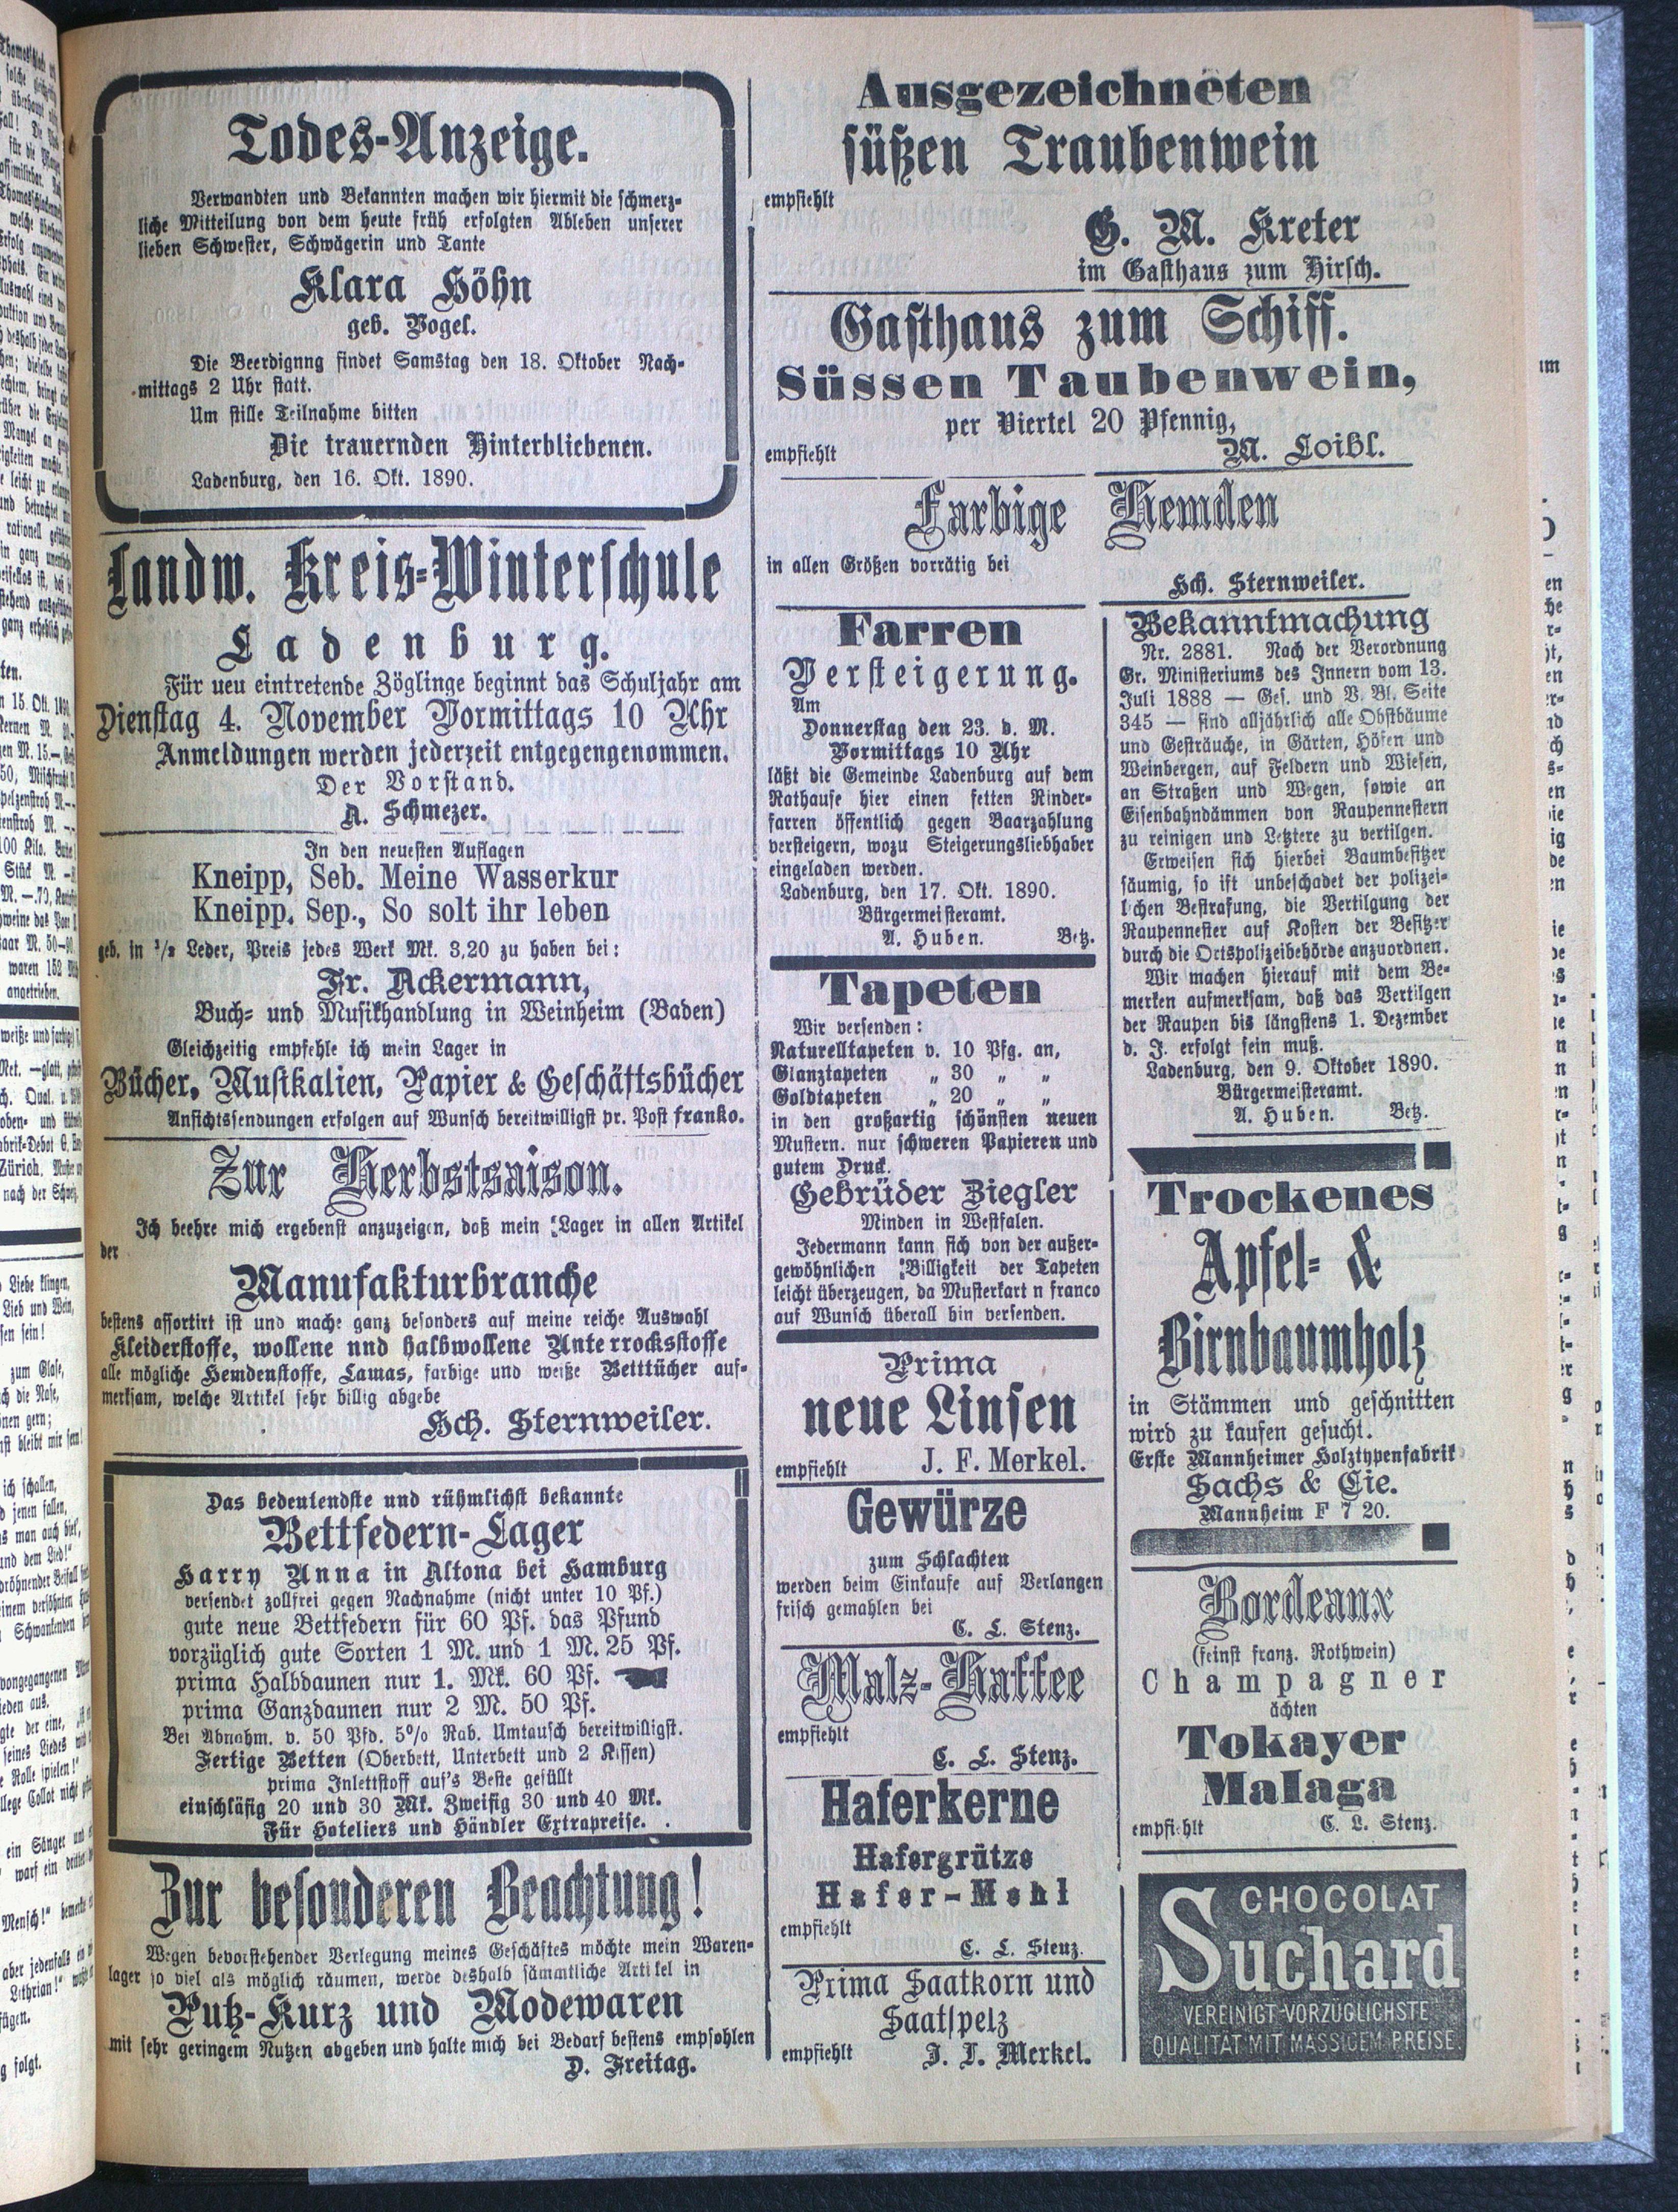 Todes-Anzeige.
Verwandten und Bekannten machen wir hiermit die schmerz-
liche Mitteilung von dem heute früh erfolgten Ableben unserer
lieben Schwester, Schwägerin und Tante
Klara Höhn
geb. Vogel.
Die Beerdignng findet Samstag den 18. Oktober Nach-
mittags 2 Uhr statt.
Um stille Teilnahme bitten
Die trauernden Hinterbliebenen.
Ladenburg, den 16. Okt. 1890.
Landw. Kreis-Winterschule
Ladenburg.
Für neu eintretende Zöglinge beginnt das Schuljahr am
Dienstag 4. November Vormittags 10 Uhr
Anmeldungen werden jederzeit entgegengenommen.
Der Vorstand.
A. Schmezer.
In den neuesten Auflagen
Kneipp, Seb. Meine Wasserkur
Kneipp, Sep., So solt ihr leben
geb. in ½ Leder, Preis jedes Werk Mk. 3,20 zu haben bei:
Fr. Ackermann,
Buch- und Musikhandlung in Weinheim (Baden)
Gleichzeitig empfehle ich mein Lager in
Bücher, Musikalien, Papier & Geschäftsbücher
Ansichtssendungen erfolgen auf Wunsch bereitwilligst pr. Post franko.
Zur Herbstsaison.
Ich beehre mich ergebenst anzuzeigen, daß mein Lager in allen Artikel
der
Manufakturbranche
bestens assortirt ist und mache ganz besonders auf meine reiche Auswahl
Kleiderstoffe, wollene und halbwollene Unterrocksstoffe
alle mögliche Hemdenstoffe, Lamas, farbige und weiße Betttücher auf-
merksam, welche Artikel sehr billig abgebe
Hch. Sternweiler.
Das bedeutendste und rühmlichst bekannte
Bettfedern-Lager
Harry Unna in Altona bei Hamburg
versendet zollfrei gegen Nachnahme (nicht unter 10 Pf.)
gute neue Bettfedern für 60 Pf. das Pfund
vorzüglich gute Sorten 1 M. und 1 M. 25 Pf.
prima Halbdaunen nur 1. Mk. 60 Pf.
prima Ganzdaunen nur 2 M. 50 Pf.
Bei Abnahm. v. 50 Pfd. 5% Rab. Umtausch bereitwilligst.
Fertige Betten (Oberbett, Unterbett und 2 Kissen)
prima Inlettstoff auf's Beste gefüllt
einschläfig 20 und 30 Mk. Zweifig 30 und 40 Mk.
Für Hoteliers und Händler Extrapreise.
Zur besonderen Beachtung!
Wegen bevorstehender Verlegung meines Geschäftes möchte mein Waren-
lager so viel als möglich räumen, werde deshalb sämmtliche Artikel in
Putz-Kurz und Modewaren
mit sehr geringem Nutzen abgeben und halte mich bei Bedarf bestens empfohlen
D. Freitag.
Ausgezeichneten
süßen Traubenwein
empfiehlt
G. M. Kreter
im Gasthaus zum Hirsch.
Gasthaus zum Schiff.
Süssen Taubenwein,
per Viertel 20 Pfennig,
empfiehlt
M. Loibl.
Farbige Hemden
in allen Größen vorrätig bei
Hch. Sternweiler.
Farren
Versteigerung.
Am
Donnerstag den 23. d. M.
Vormittags 10 Uhr
läßt die Gemeinde Ladenburg auf dem
Rathause hier einen fetten Rinder-
farren öffentlich gegen Baarzahlung
versteigern, wozu Steigerungsliebhaber
eingeladen werden.
Ladenburg, den 17. Okt. 1890.
Bürgermeisteramt.
A. Huben. Betz.
Tapeten
Wir versenden:
Naturelltapeten v. 10 Pfg. an,
Glanztapeten „ 30 „ „
Goldtapeten „ 20 „ „
in den großartig schönsten neuen
Mustern. nur schweren Papieren und
gutem Druck.
Gebrüder Ziegler
Minden in Westfalen.
Jedermann kann sich von der außer-
gewöhnlichen Billigkeit der Tapeten
leicht überzeugen, da Musterkart n franco
auf Wunsch überall hin versenden.
Prima
neue Linsen
empfiehlt J. F. Merkel.
Gewürze
zum Schlachten
werden beim Einkaufe auf Verlangen
frisch gemahlen bei
C. L. Stenz.
Malz-Kaffee
empfiehlt
C. L. Stenz.
Haferkerne
Hafergrütze
Hafer-Mehl
empfiehlt
C. L. Stenz.
Prima Saatkorn und
Saatspelz
empfiehlt J. F. Merkel.
Bekanntmachung
Nr. 2881. Nach der Verordnung
Gr. Ministeriums des Innern vom 13.
Juli 1888 — Ges. und V. Bl. Seite
345 — sind alljährlich alle Obstbäume
und Gesträuche, in Gärten, Höfen und
Weinbergen, auf Feldern und Wiesen,
an Straßen und Wegen, sowie an
Eisenbahndämmen von Raupennestern
zu reinigen und Letztere zu vertilgen.
Erweisen sich hierbei Baumbesitzer
säumig, so ist unbeschadet der polizei-
lichen Bestrafung, die Vertilgung der
Raupennester auf Kosten der Besitzer
durch die Ortspolizeibehörde anzuordnen.
Wir machen hierauf mit dem Be-
merken aufmerksam, daß das Vertilgen
der Raupen bis längstens 1. Dezember
d. J. erfolgt sein muß.
Ladenburg, den 9. Oktober 1890.
Bürgermeisteramt.
A. Huben. Betz.
Trockenes
Apfel- &
Birnbaumholz
in Stämmen und geschnitten
wird zu kaufen gesucht.
Erste Mannheimer Holztypenfabrik
Sachs & Cie.
Mannheim F 7 20.
Bordeaux
(feinst franz. Rothwein)
Champagner
ächten
Tokayer
Malaga
empfiehlt C. L. Stenz.
CHOCOLAT
Suchard
VEREINIGT VORZÜGLICHSTE
QUALITÄT MIT MASSIGEM PREISE.